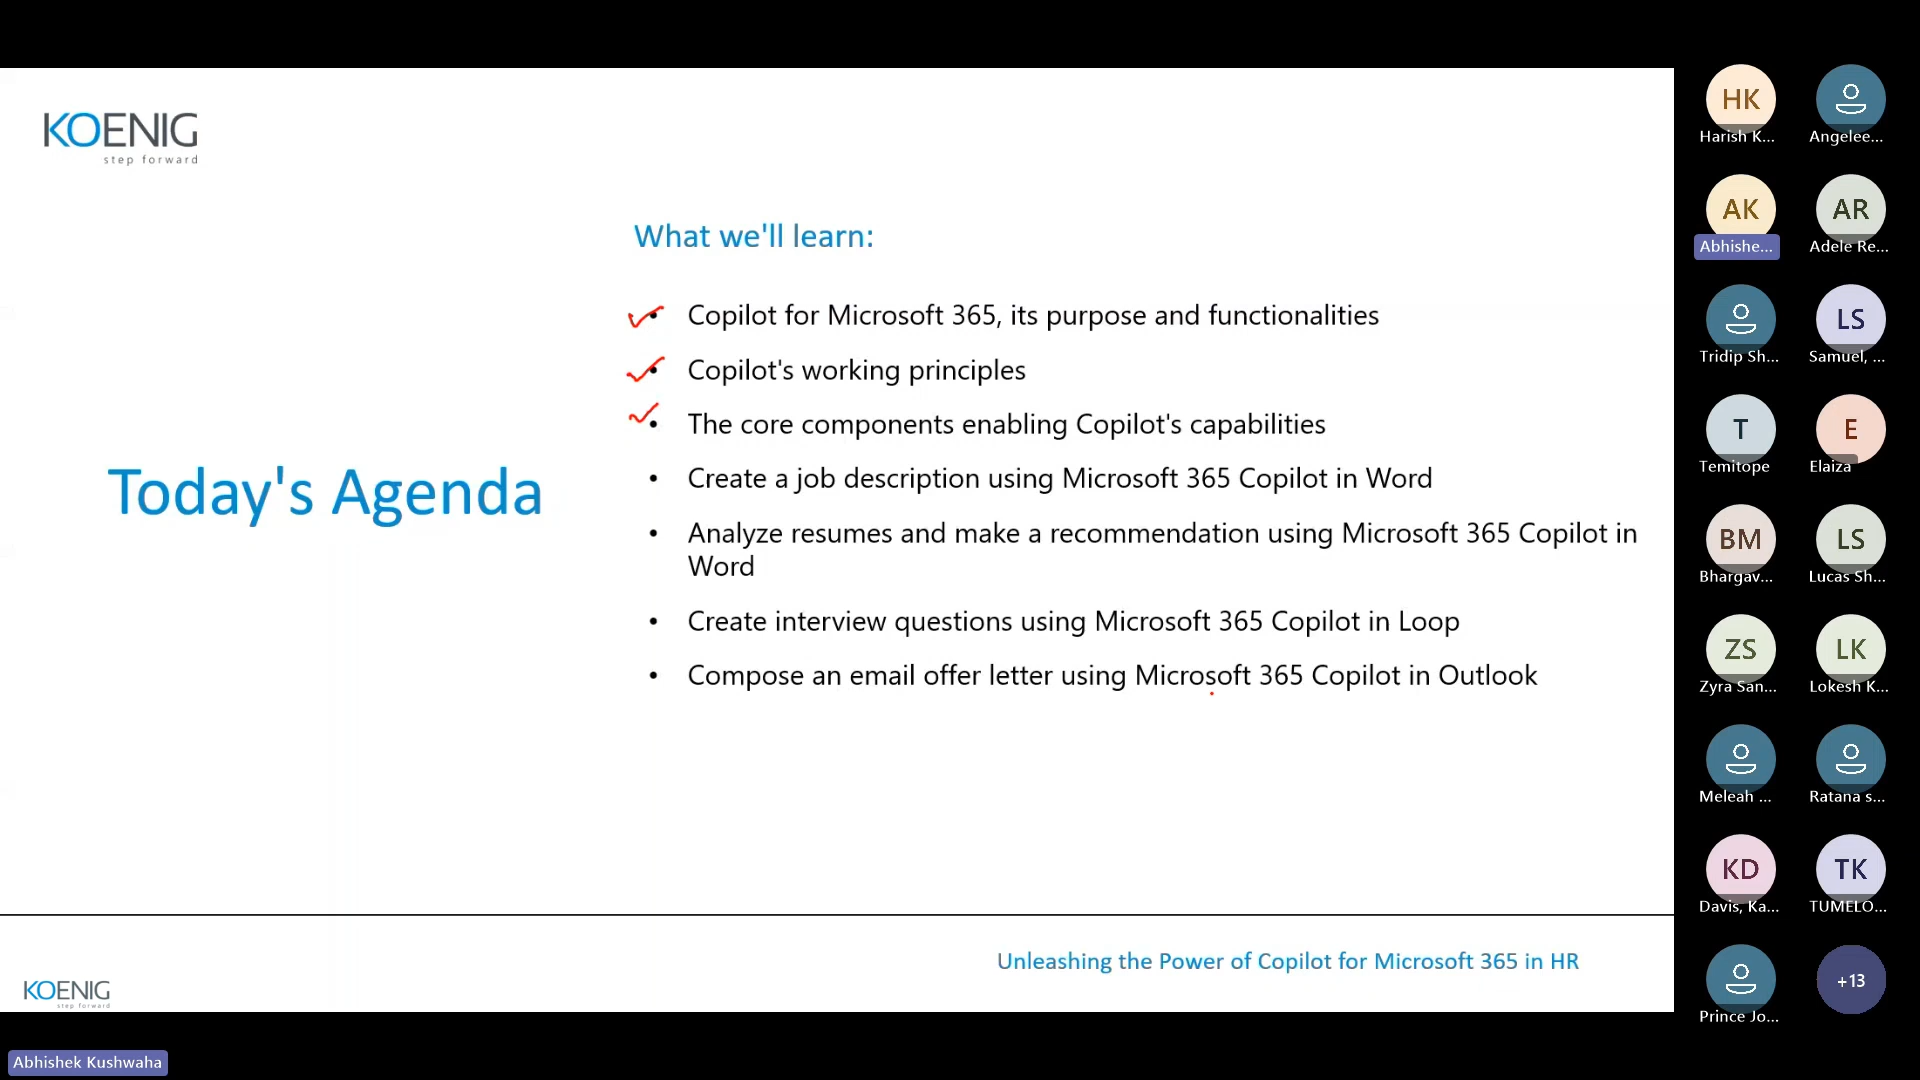 KOENIG
step forward
What we'll learn:
• Copilot for Microsoft 365, its purpose and functionalities
• Copilot's working principles
• The core components enabling Copilot's capabilities
• Create a job description using Microsoft 365 Copilot in Word
• Analyze resumes and make a recommendation using Microsoft 365 Copilot in
Word
• Create interview questions using Microsoft 365 Copilot in Loop
• Compose an email offer letter using Microsoft 365 Copilot in Outlook
Today's Agenda
Unleashing the Power of Copilot for Microsoft 365 in HR
KOENIG
step forward
Abhishek Kushwaha
HK
Harish K...
Angelee...
AK
Abhishe...
AR
Adele Re...
Tridip Sh...
LS
Samuel, ...
T
Temitope
E
Elaiza
BM
Bhargav...
LS
Lucas Sh...
ZS
Zyra San...
LK
Lokesh K...
Meleah ...
Ratana s...
KD
Davis, Ka...
TK
TUMELO...
Prince Jo...
+13